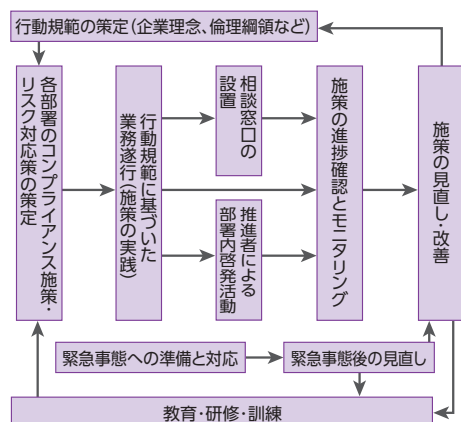 行動規範の策定(企業理念、倫理綱領など)
各部署のコンプライアンス施策・
リスク対応策の策定
行動規範に基づいた
業務遂行(施策の実践)
相談窓口の
設置
推進者による
部署内啓発活動
施策の進捗確認とモニタリング
施策の見直し・改善
緊急事態への準備と対応
緊急事態後の見直し
教育・研修・訓練